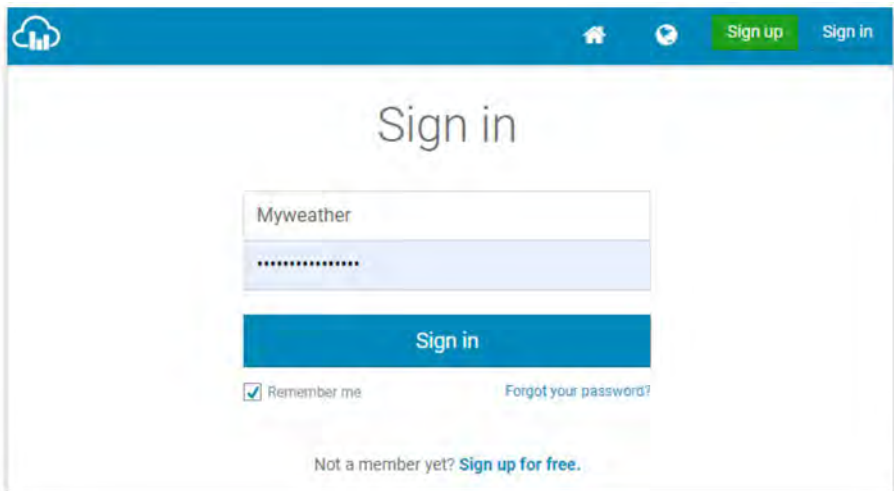 Sign up Sign in
Sign in
Myweather
••••••••••••••••
Sign in
Remember me Forgot your password?
Not a member yet? Sign up for free.